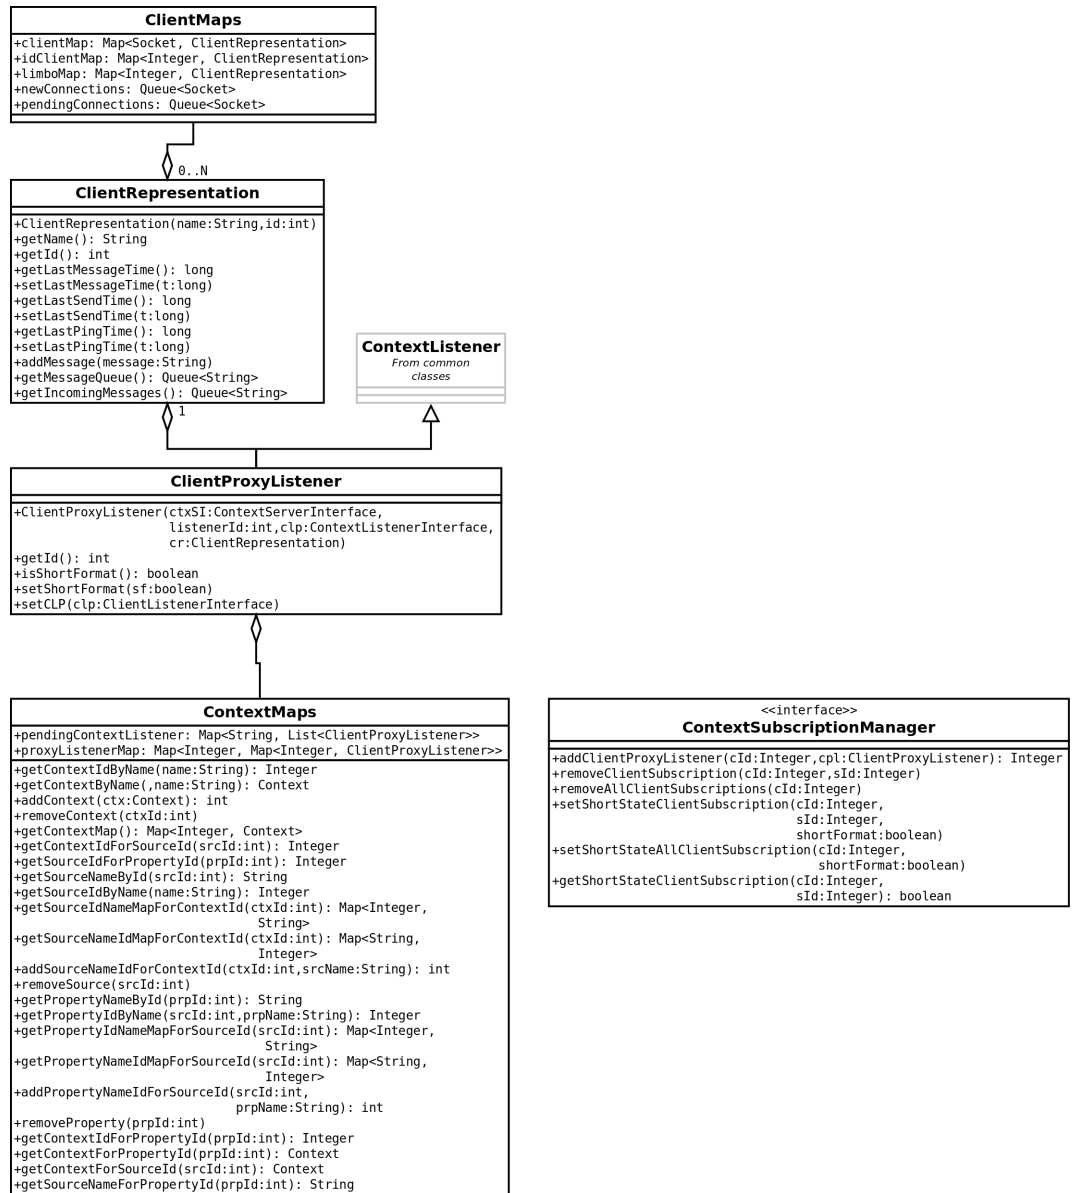 ClientMaps
+clientMap: Map<Socket, ClientRepresentation>
+idClientMap: Map<Integer, ClientRepresentation>
+limboMap: Map<Integer, ClientRepresentation>
+newConnections: Queue<Socket>
+pendingConnections: Queue<Socket>
0..N
ClientRepresentation
+ClientRepresentation(name:String,id:int)
+getName(): String
+getId(): int
+getLastMessageTime(): long
+setLastMessageTime(t:long)
+getLastSendTime(): long
+setLastSendTime(t:long)
+getLastPingTime(): long
+setLastPingTime(t:long)
+addMessage(message:String)
+getMessageQueue(): Queue<String>
+getIncomingMessages(): Queue<String>
1
ContextListener
From common
classes
ClientProxyListener
+ClientProxyListener(ctxSI:ContextServerInterface,
listenerId:int,clp:ContextListenerInterface,
cr:ClientRepresentation)
+getId(): int
+isShortFormat(): boolean
+setShortFormat(sf:boolean)
+setCLP(clp:ClientListenerInterface)
ContextMaps
+pendingContextListener: Map<String, List<ClientProxyListener>>
+proxyListenerMap: Map<Integer, Map<Integer, ClientProxyListener>>
+getContextIdByName(name:String): Integer
+getContextByName(,name:String): Context
+addContext(ctx:Context): int
+removeContext(ctxId:int)
+getContextMap(): Map<Integer, Context>
+getContextIdForSourceId(srcId:int): Integer
+getSourceIdForPropertyId(prpId:int): Integer
+getSourceNameById(srcId:int): String
+getSourceIdByName(name:String): Integer
+getSourceIdNameMapForContextId(ctxId:int): Map<Integer,
String>
+getSourceNameIdMapForContextId(ctxId:int): Map<String,
Integer>
+addSourceNameIdForContextId(ctxId:int,srcName:String): int
+removeSource(srcId:int)
+getPropertyNameById(prpId:int): String
+getPropertyIdByName(srcId:int,prpName:String): Integer
+getPropertyIdNameMapForSourceId(srcId:int): Map<Integer,
String>
+getPropertyNameIdMapForSourceId(srcId:int): Map<String,
Integer>
+addPropertyNameIdForSourceId(srcId:int,
prpName:String): int
+removeProperty(prpId:int)
+getContextIdForPropertyId(prpId:int): Integer
+getContextForPropertyId(prpId:int): Context
+getContextForSourceId(srcId:int): Context
+getSourceNameForPropertyId(prpId:int): String
<<interface>>
ContextSubscriptionManager
+addClientProxyListener(cId:Integer,cpl:ClientProxyListener): Integer
+removeClientSubscription(cId:Integer,sId:Integer)
+removeAllClientSubscriptions(cId:Integer)
+setShortStateClientSubscription(cId:Integer,
sId:Integer,
shortFormat:boolean)
+setShortStateAllClientSubscription(cId:Integer,
shortFormat:boolean)
+getShortStateClientSubscription(cId:Integer,
sId:Integer): boolean